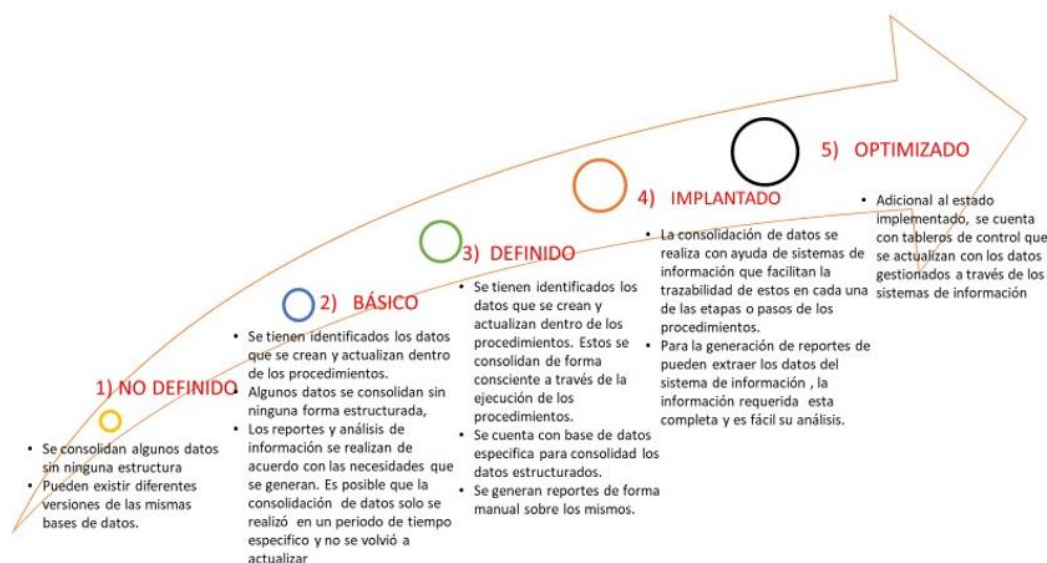 1) NO DEFINIDO
• Se consolidan algunos datos
sin ninguna estructura
• Pueden existir diferentes
versiones de las mismas
bases de datos.
2) BÁSICO
• Se tienen identificados los datos
que se crean y actualizan dentro
de los procedimientos.
• Algunos datos se consolidan sin
ninguna forma estructurada,
• Los reportes y análisis de
información se realizan de
acuerdo con las necesidades que
se generan. Es posible que la
consolidación de datos solo se
realizó en un periodo de tiempo
especifico y no se volvió a
actualizar
3) DEFINIDO
• Se tienen identificados los
datos que se crean y
actualizan dentro de los
procedimientos. Estos se
consolidan de forma
consciente a través de la
ejecución de los
procedimientos.
• Se cuenta con base de datos
especifica para consolidad los
datos estructurados.
• Se generan reportes de forma
manual sobre los mismos.
4) IMPLANTADO
• La consolidación de datos se
realiza con ayuda de sistemas de
información que facilitan la
trazabilidad de estos en cada una
de las etapas o pasos de los
procedimientos.
• Para la generación de reportes de
pueden extraer los datos del
sistema de información , la
información requerida esta
completa y es fácil su análisis.
5) OPTIMIZADO
• Adicional al estado
implementado, se cuenta
con tableros de control que
se actualizan con los datos
gestionados a través de los
sistemas de información